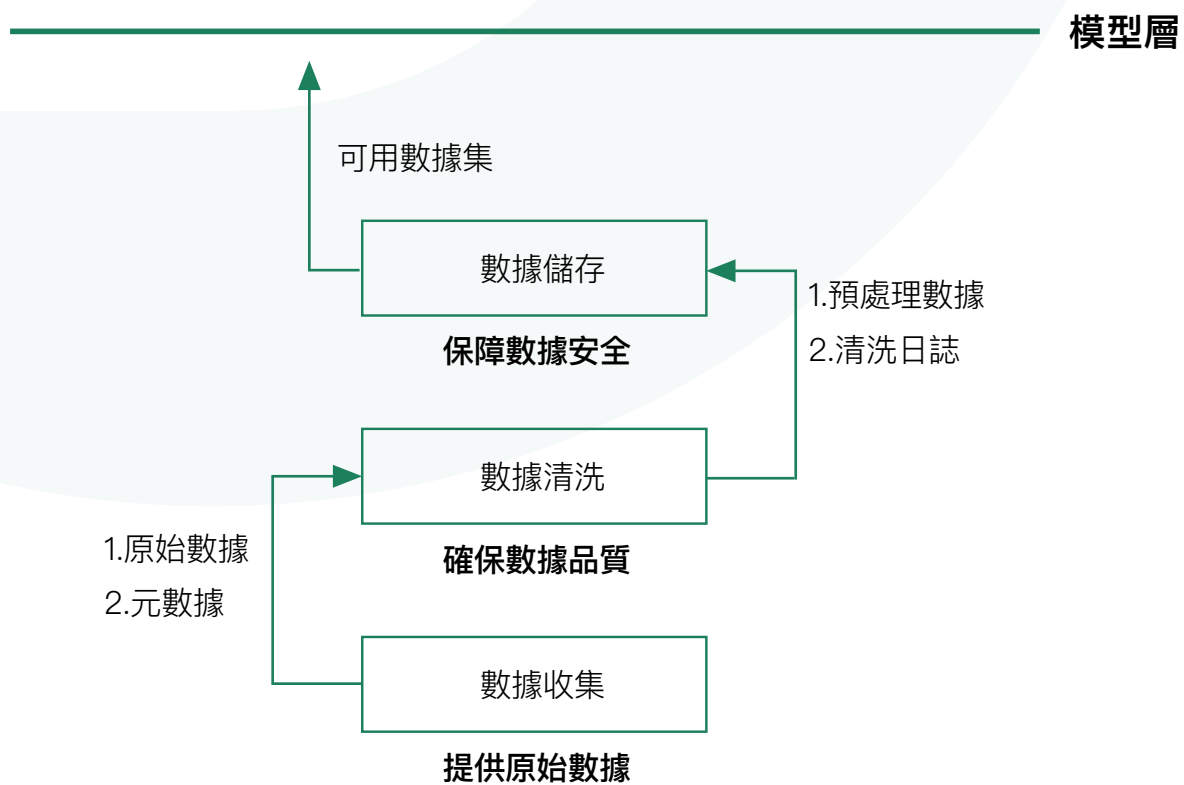 模型層
可用數據集
數據儲存
保障數據安全
1.預處理數據
2.清洗日誌
數據清洗
確保數據品質
1.原始數據
2.元數據
數據收集
提供原始數據